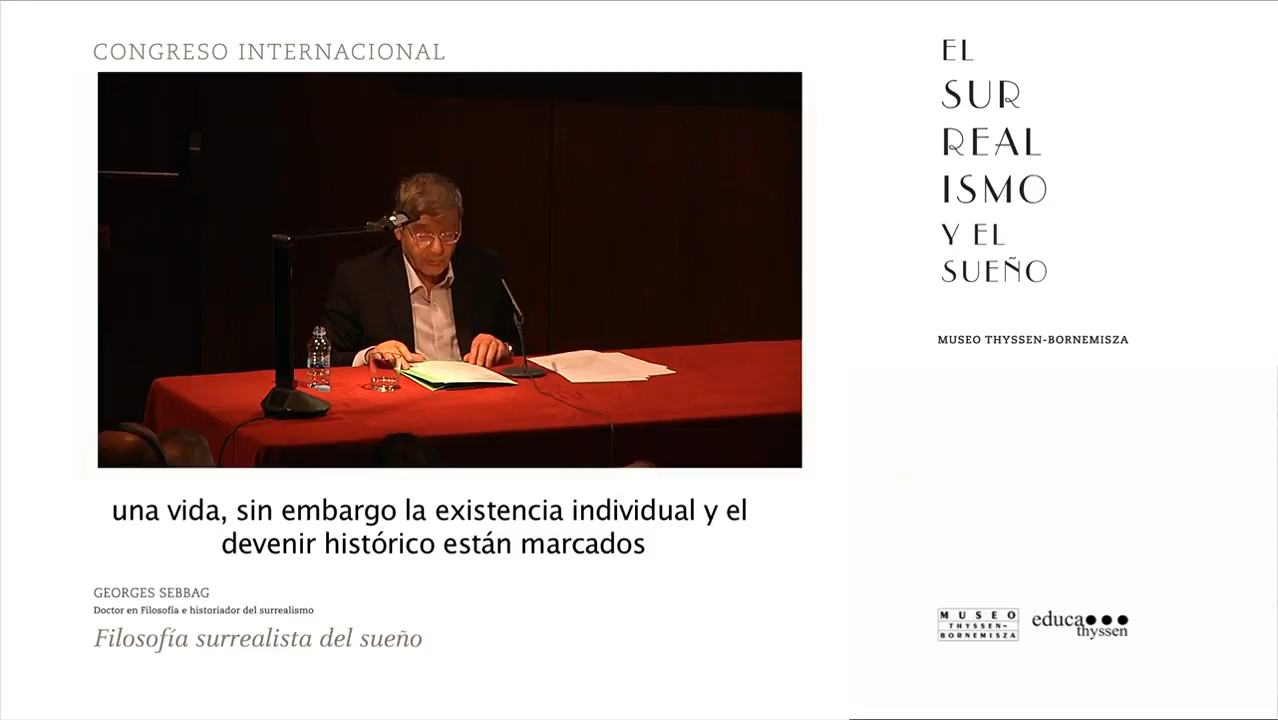 CONGRESO INTERNACIONAL
EL
SUR
REAL
ISMO
Y EL
SUEÑO
MUSEO THYSSEN-BORNEMISZA
una vida, sin embargo la existencia individual y el
devenir histórico están marcados
GEORGES SEBBAG
Doctor en Filosofía e historiador del surrealismo
Filosofía surrealista del sueño
MUSEO
THYSSEN-
BORNEMISZA
educa
thyssen